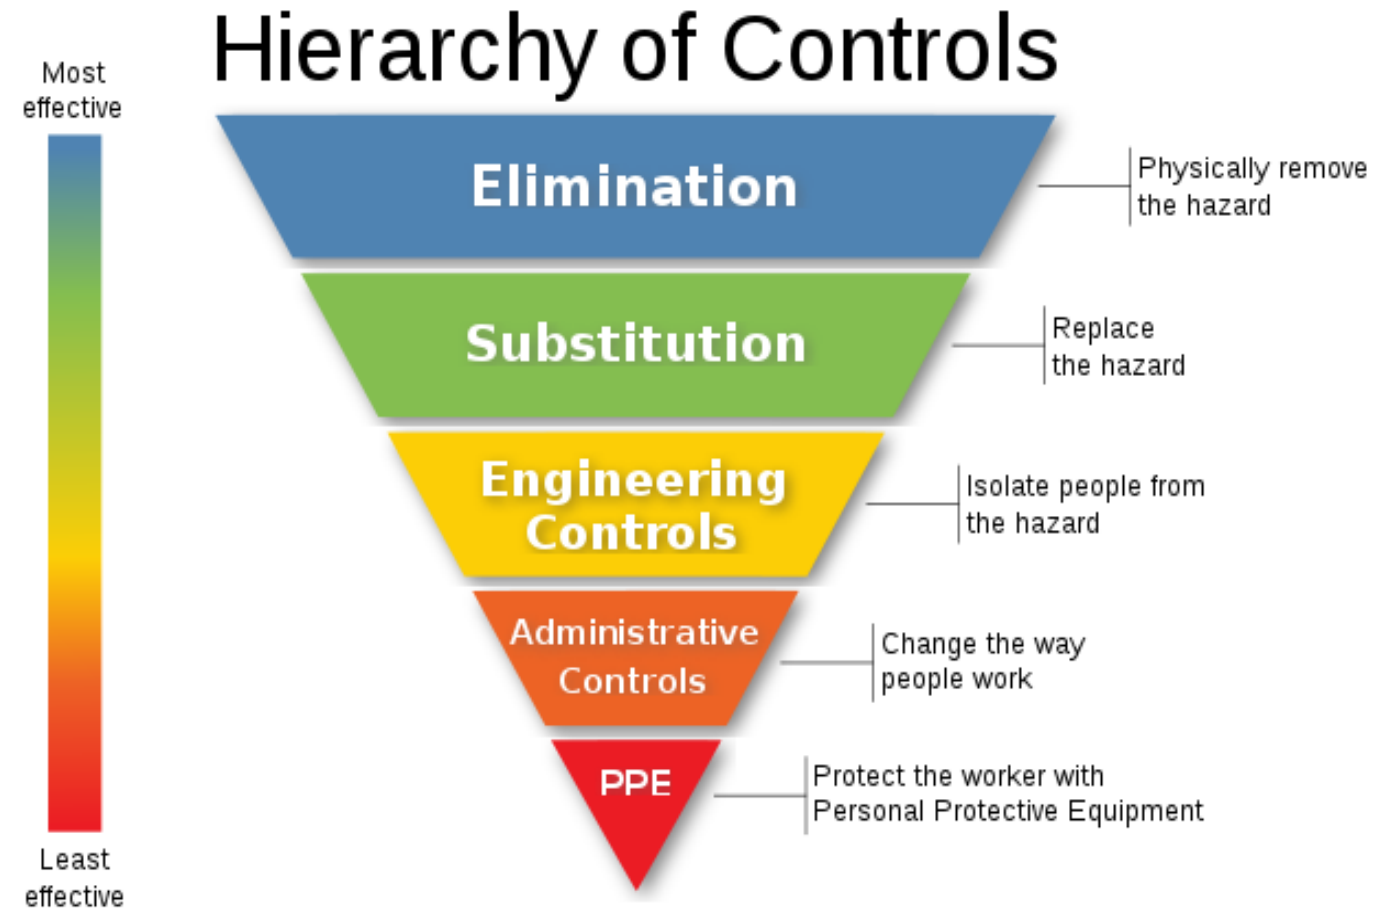 Hierarchy of Controls
Most
effective
Elimination
Physically remove
the hazard
Substitution
Replace
the hazard
Engineering
Controls
Isolate people from
the hazard
Administrative
Controls
Change the way
people work
PPE
Protect the worker with
Personal Protective Equipment
Least
effective